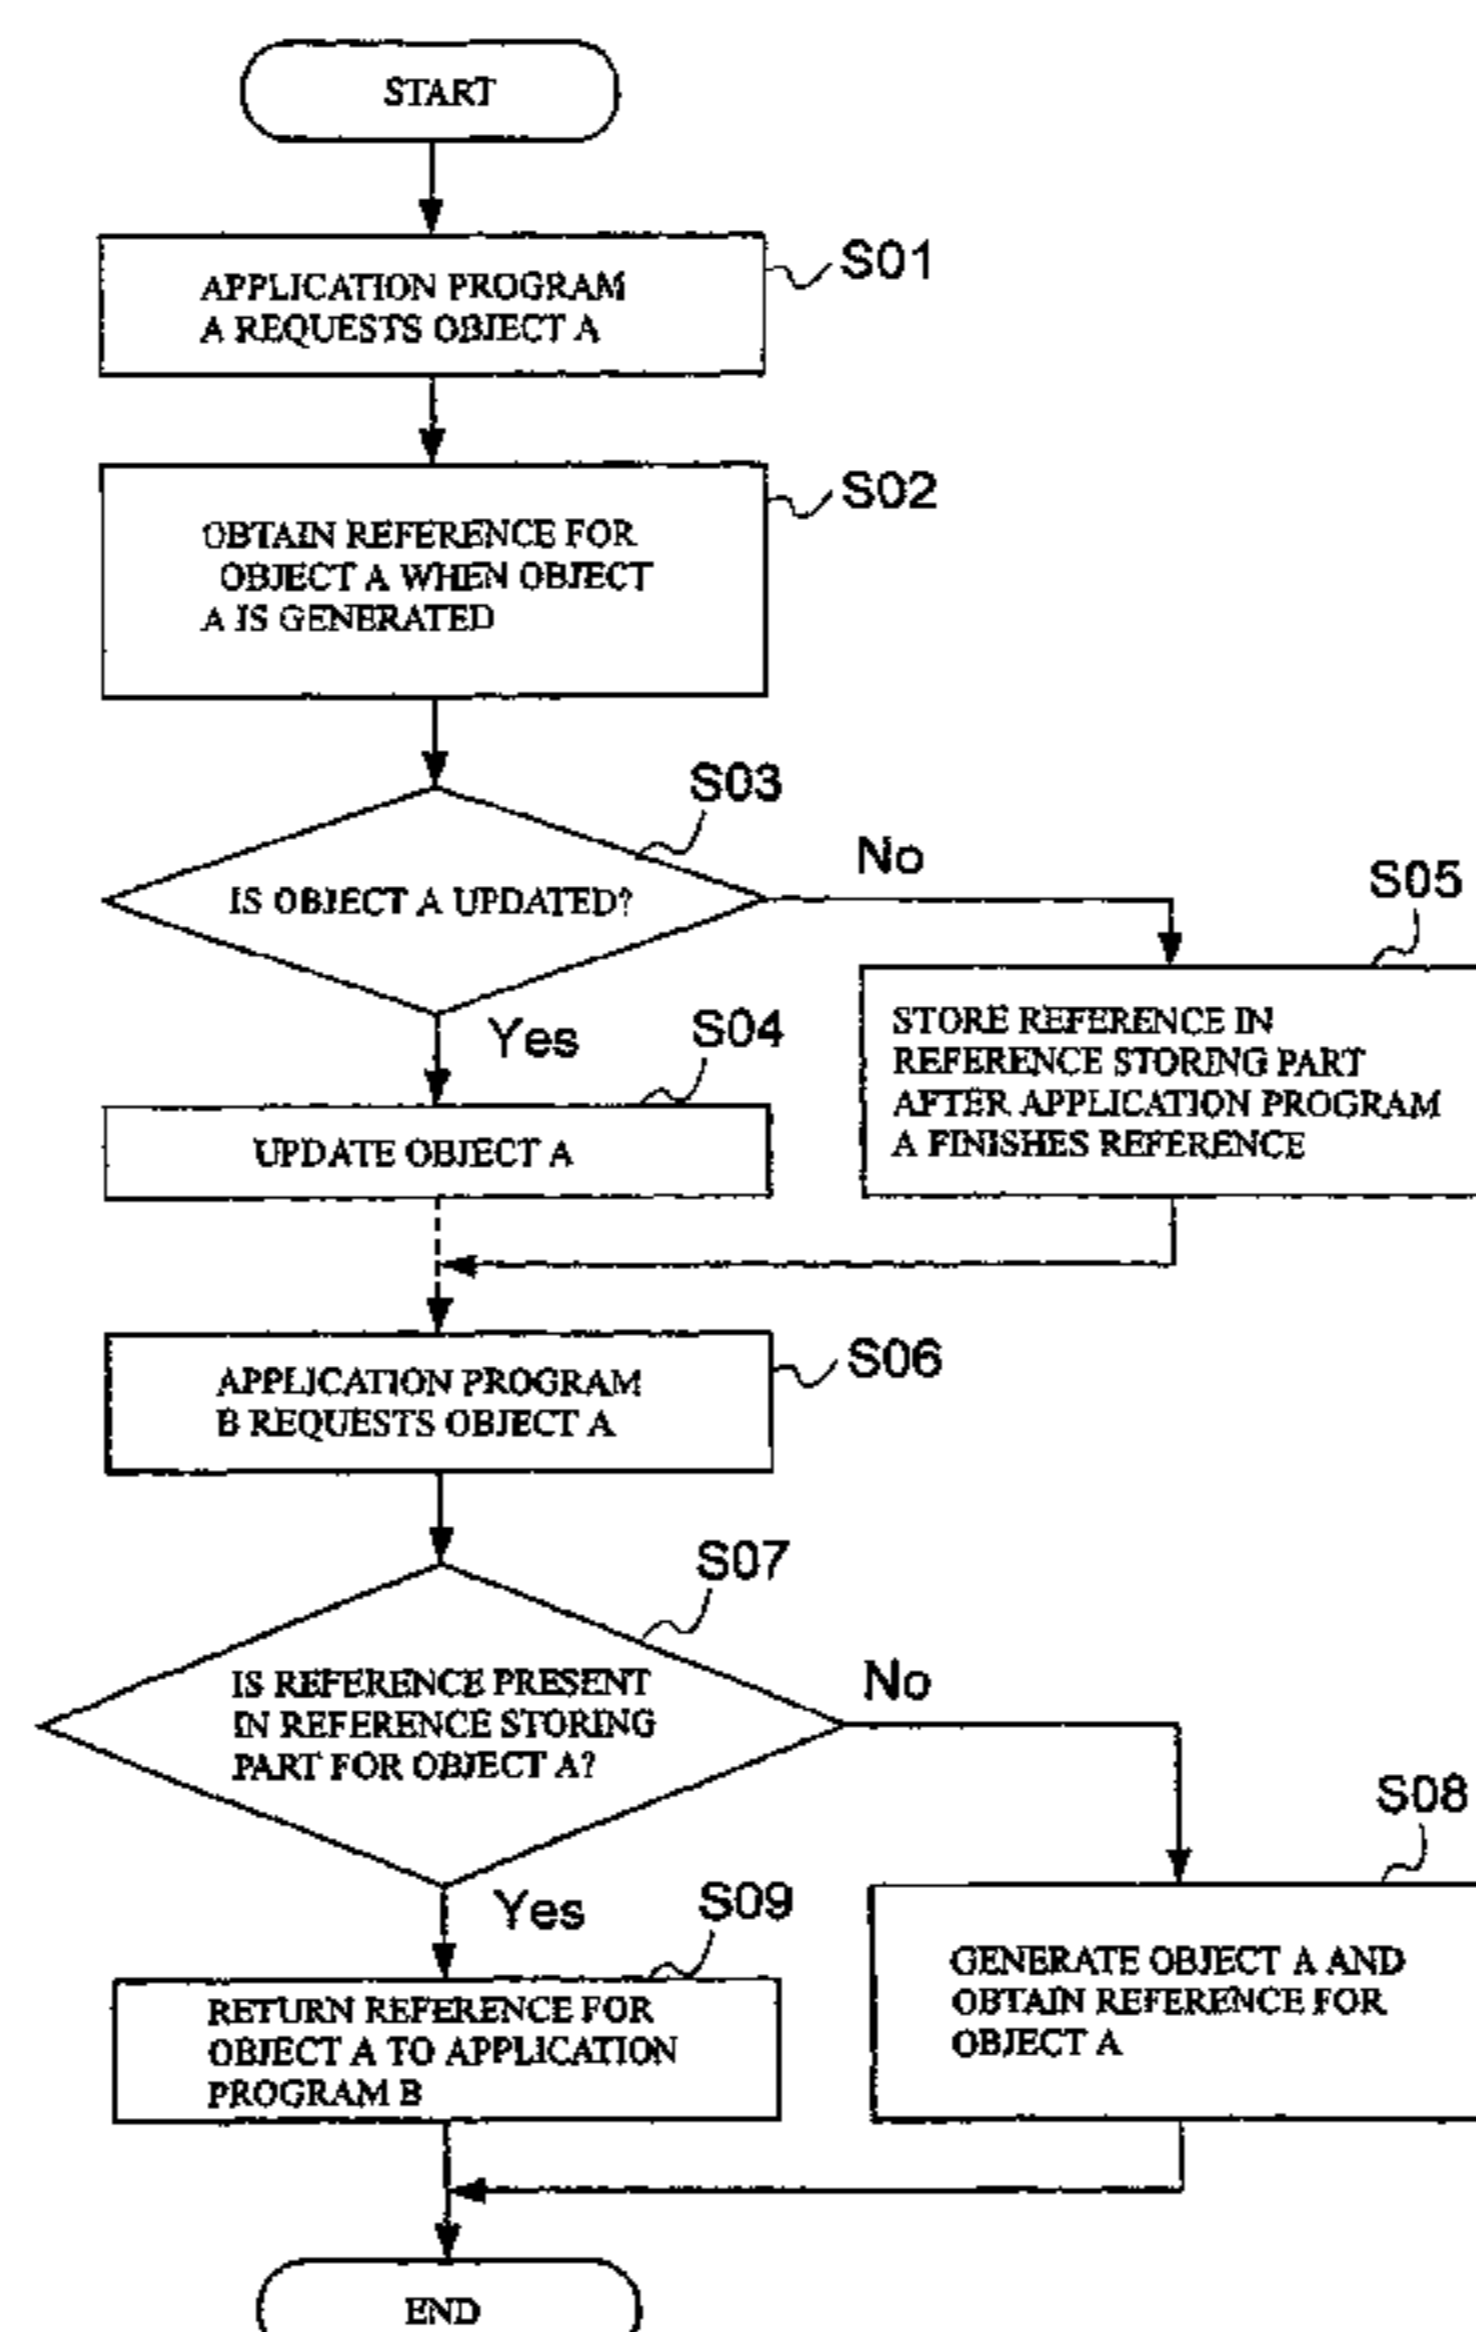 START
S01
APPLICATION PROGRAM
A REQUESTS OBJECT A
S02
OBTAIN REFERENCE FOR
OBJECT A WHEN OBJECT
A IS GENERATED
S03
IS OBJECT A UPDATED?
No
Yes
S04
UPDATE OBJECT A
S05
STORE REFERENCE IN
REFERENCE STORING PART
AFTER APPLICATION PROGRAM
A FINISHES REFERENCE
S06
APPLICATION PROGRAM
B REQUESTS OBJECT A
S07
IS REFERENCE PRESENT
IN REFERENCE STORING
PART FOR OBJECT A?
No
Yes
S08
GENERATE OBJECT A AND
OBTAIN REFERENCE FOR
OBJECT A
S09
RETURN REFERENCE FOR
OBJECT A TO APPLICATION
PROGRAM B
END